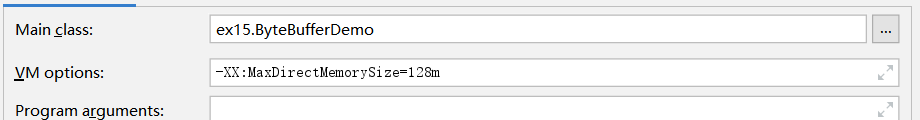 Main class: ex15.ByteBufferDemo ...
VM options: -XX:MaxDirectMemorySize=128m
Program arguments: